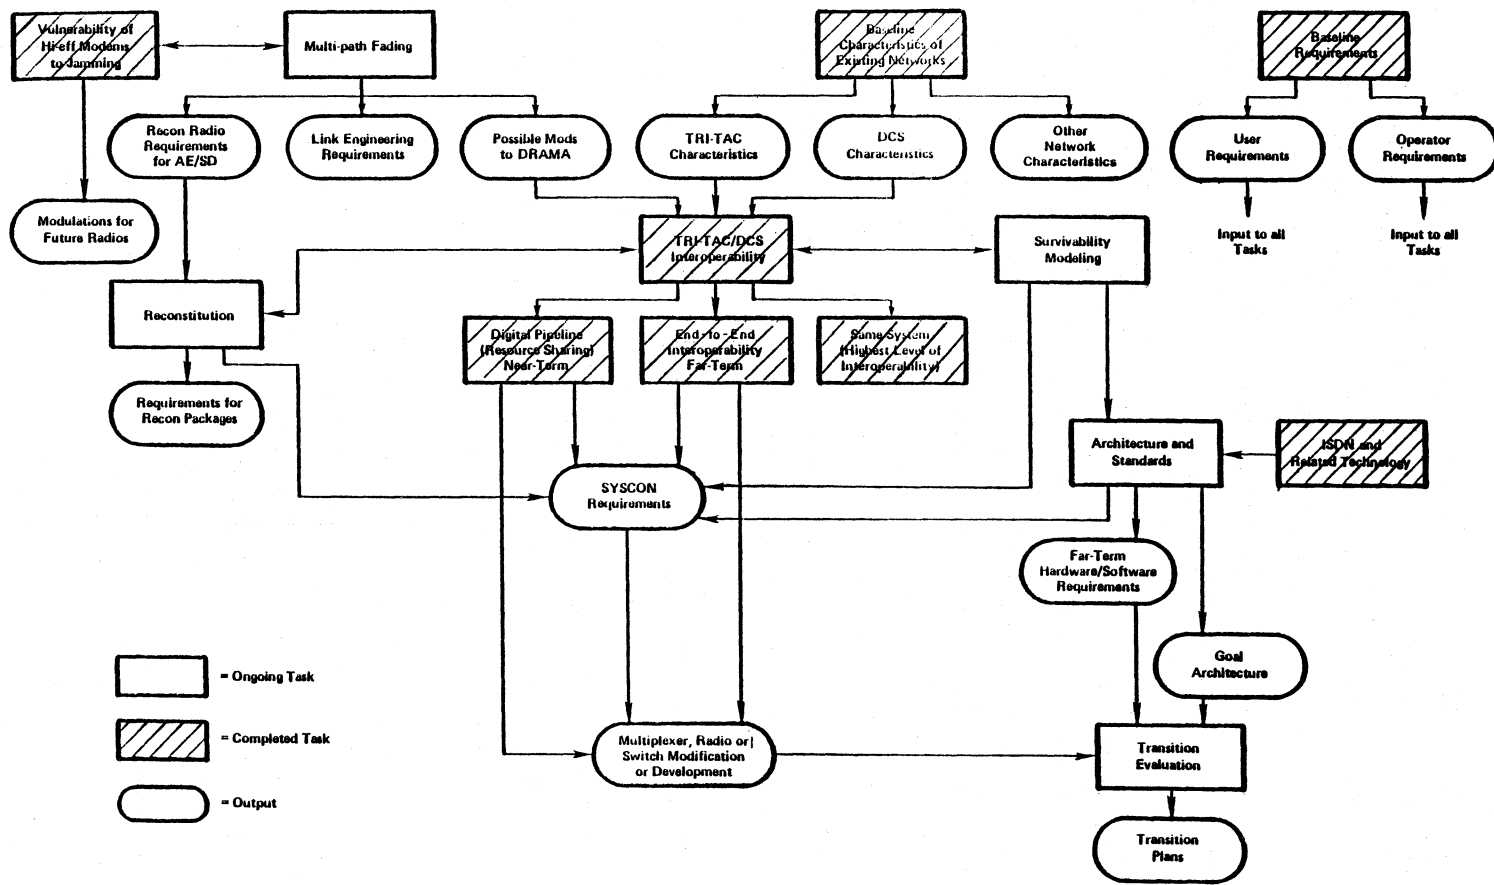 Vulnerability of
Hi-eff Modems
to Jamming
Multi-path Fading
Baseline
Characteristics of
Existing Networks
Baseline
Requirements
Recon Radio
Requirements
for AE/SD
Link Engineering
Requirements
Possible Mods
to DRAMA
TRI-TAC
Characteristics
DCS
Characteristics
Other
Network
Characteristics
User
Requirements
Operator
Requirements
Modulations for
Future Radios
TRI-TAC/DCS
Interoperability
Survivability
Modeling
Input to all
Tasks
Input to all
Tasks
Reconstitution
Digital Pipeline
(Resource Sharing)
Near-Term
End-to-End
Interoperability
Far-Term
Same System
(Highest Level of
Interoperability)
Requirements for
Recon Packages
Architecture and
Standards
ISDN and
Related Technology
SYSCON
Requirements
Far-Term
Hardware/Software
Requirements
Goal
Architecture
= Ongoing Task
= Completed Task
= Output
Multiplexer, Radio or
Switch Modification
or Development
Transition
Evaluation
Transition
Plans